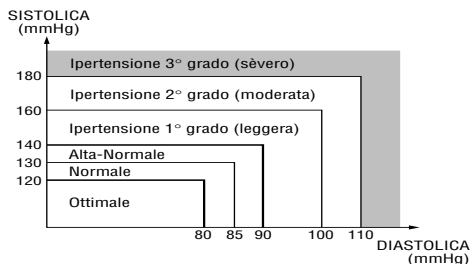 SISTOLICA
(mmHg)
Ipertensione 3° grado (sèvero)
180
Ipertensione 2° grado (moderata)
160
Ipertensione 1° grado (leggera)
140
Alta-Normale
130
Normale
120
Ottimale
80 85 90 100 110
DIASTOLICA
(mmHg)